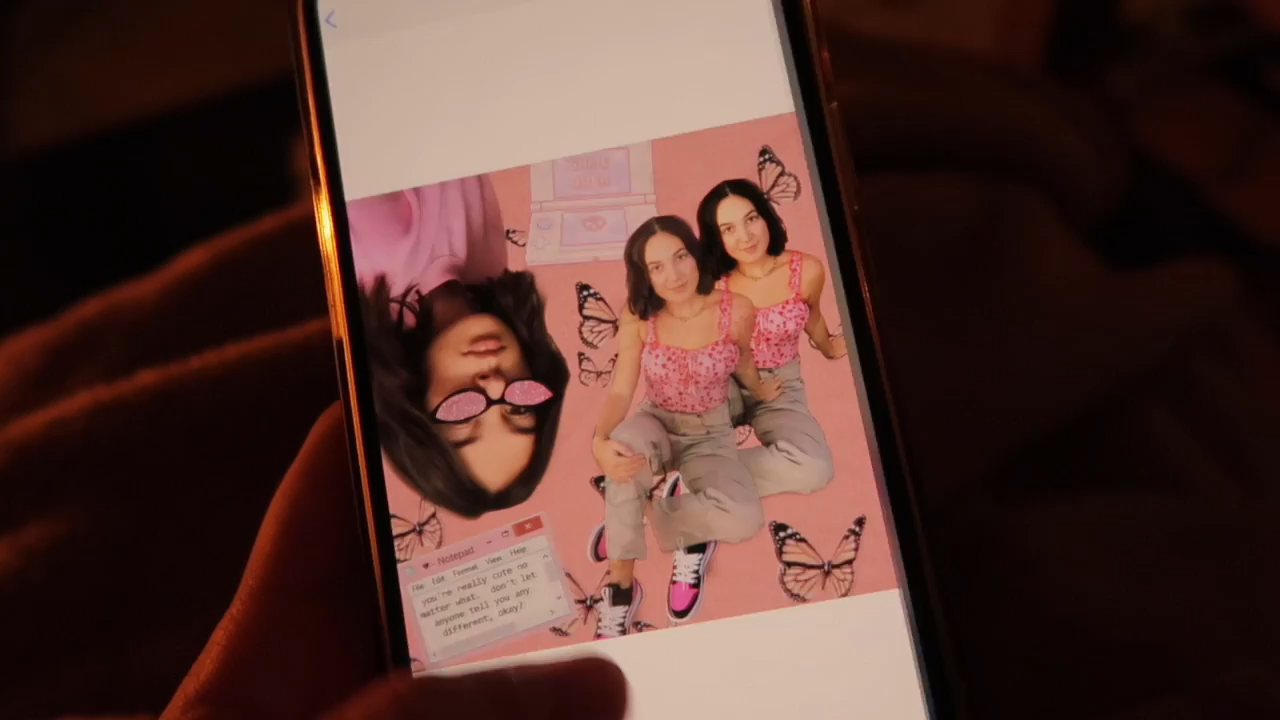 Notepad
File Edit Format View Help
you're really cute no
matter what. don't let
anyone tell you any
different, okay?